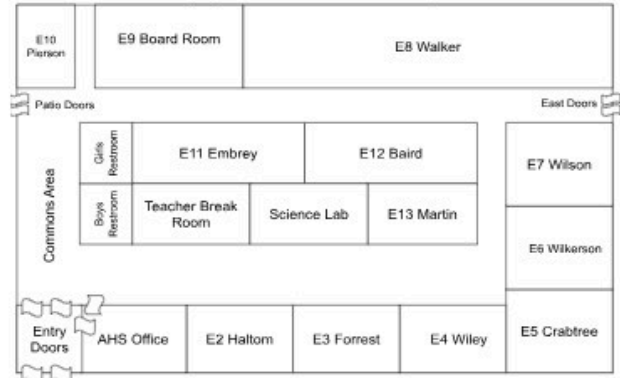 E10
Pierson
E9 Board Room
E8 Walker
Patio Doors
East Doors
Girls
Restroom
E11 Embrey
E12 Baird
E7 Wilson
Commons Area
Boys
Restroom
Teacher Break
Room
Science Lab
E13 Martin
E6 Wilkerson
Entry
Doors
AHS Office
E2 Haltom
E3 Forrest
E4 Wiley
E5 Crabtree